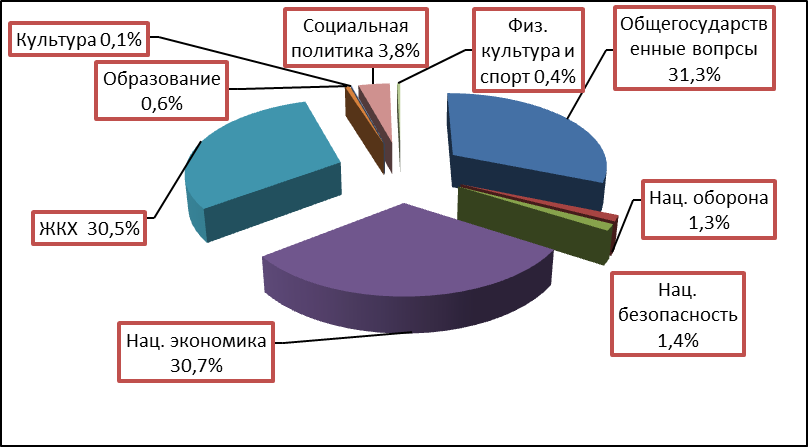 Культура 0,1%
Социальная
политика 3,8%
Физ.
культура и
спорт 0,4%
Общегосударств
енные вопрсы
31,3%
Образование
0,6%
ЖКХ  30,5%
Нац. оборона
1,3%
Нац.
безопасность
1,4%
Нац. экономика
30,7%